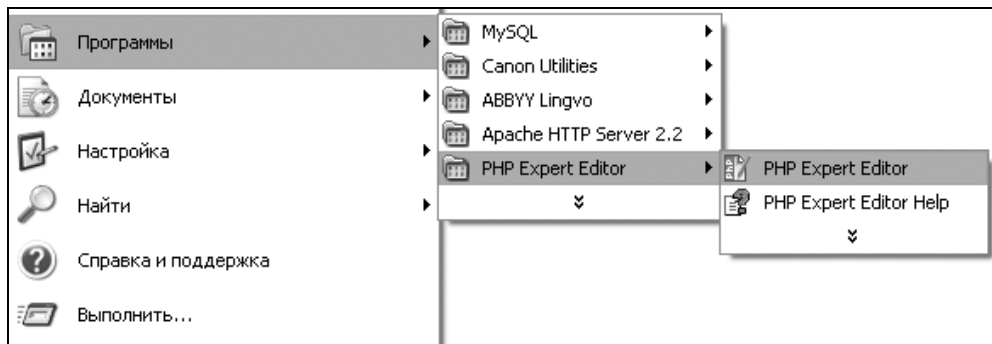 Программы
Документы
Настройка
Найти
Справка и поддержка
Выполнить...
MySQL
Canon Utilities
ABBYY Lingvo
Apache HTTP Server 2.2
PHP Expert Editor
PHP Expert Editor
PHP Expert Editor Help